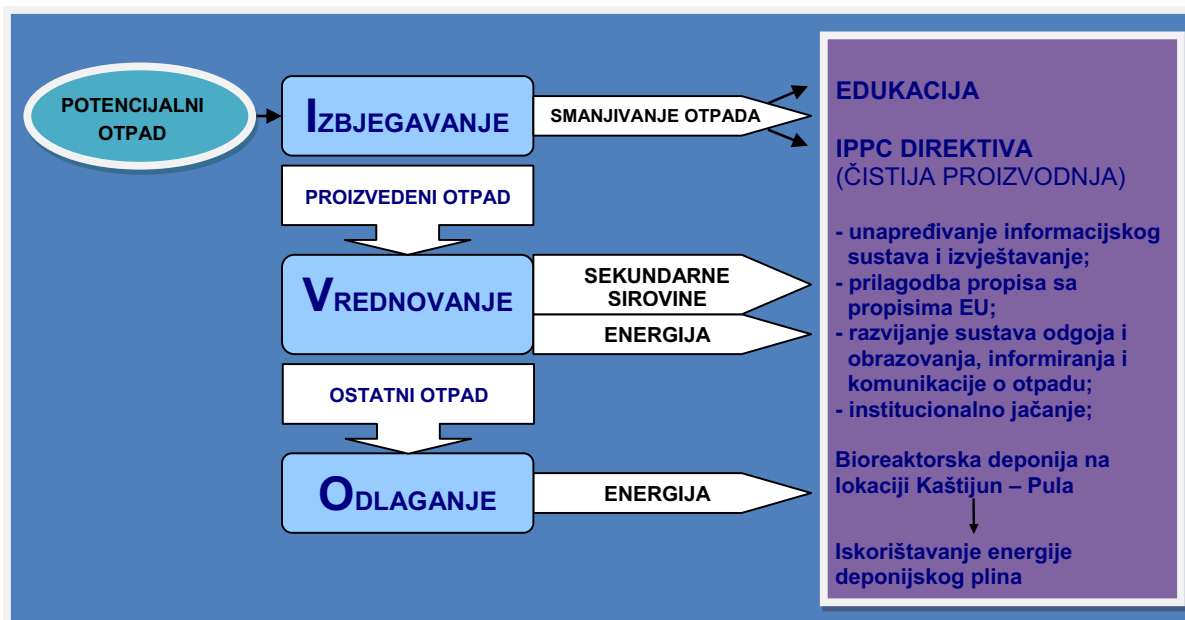 POTENCIJALNI
OTPAD
IZBJEGAVANJE
SMANJIVANJE OTPADA
PROIZVEDENI OTPAD
VREDNOVANJE
SEKUNDARNE
SIROVINE
ENERGIJA
OSTATNI OTPAD
ODLAGANJE
ENERGIJA
EDUKACIJA
IPPC DIREKTIVA
(ČISTIJA PROIZVODNJA)
- unapređivanje informacijskog
sustava i izvještavanje;
- prilagodba propisa sa
propisima EU;
- razvijanje sustava odgoja i
obrazovanja, informiranja i
komunikacije o otpadu;
- institucionalno jačanje;
Bioreaktorska deponija na
lokaciji Kaštijun – Pula
Iskorištavanje energije
deponijskog plina